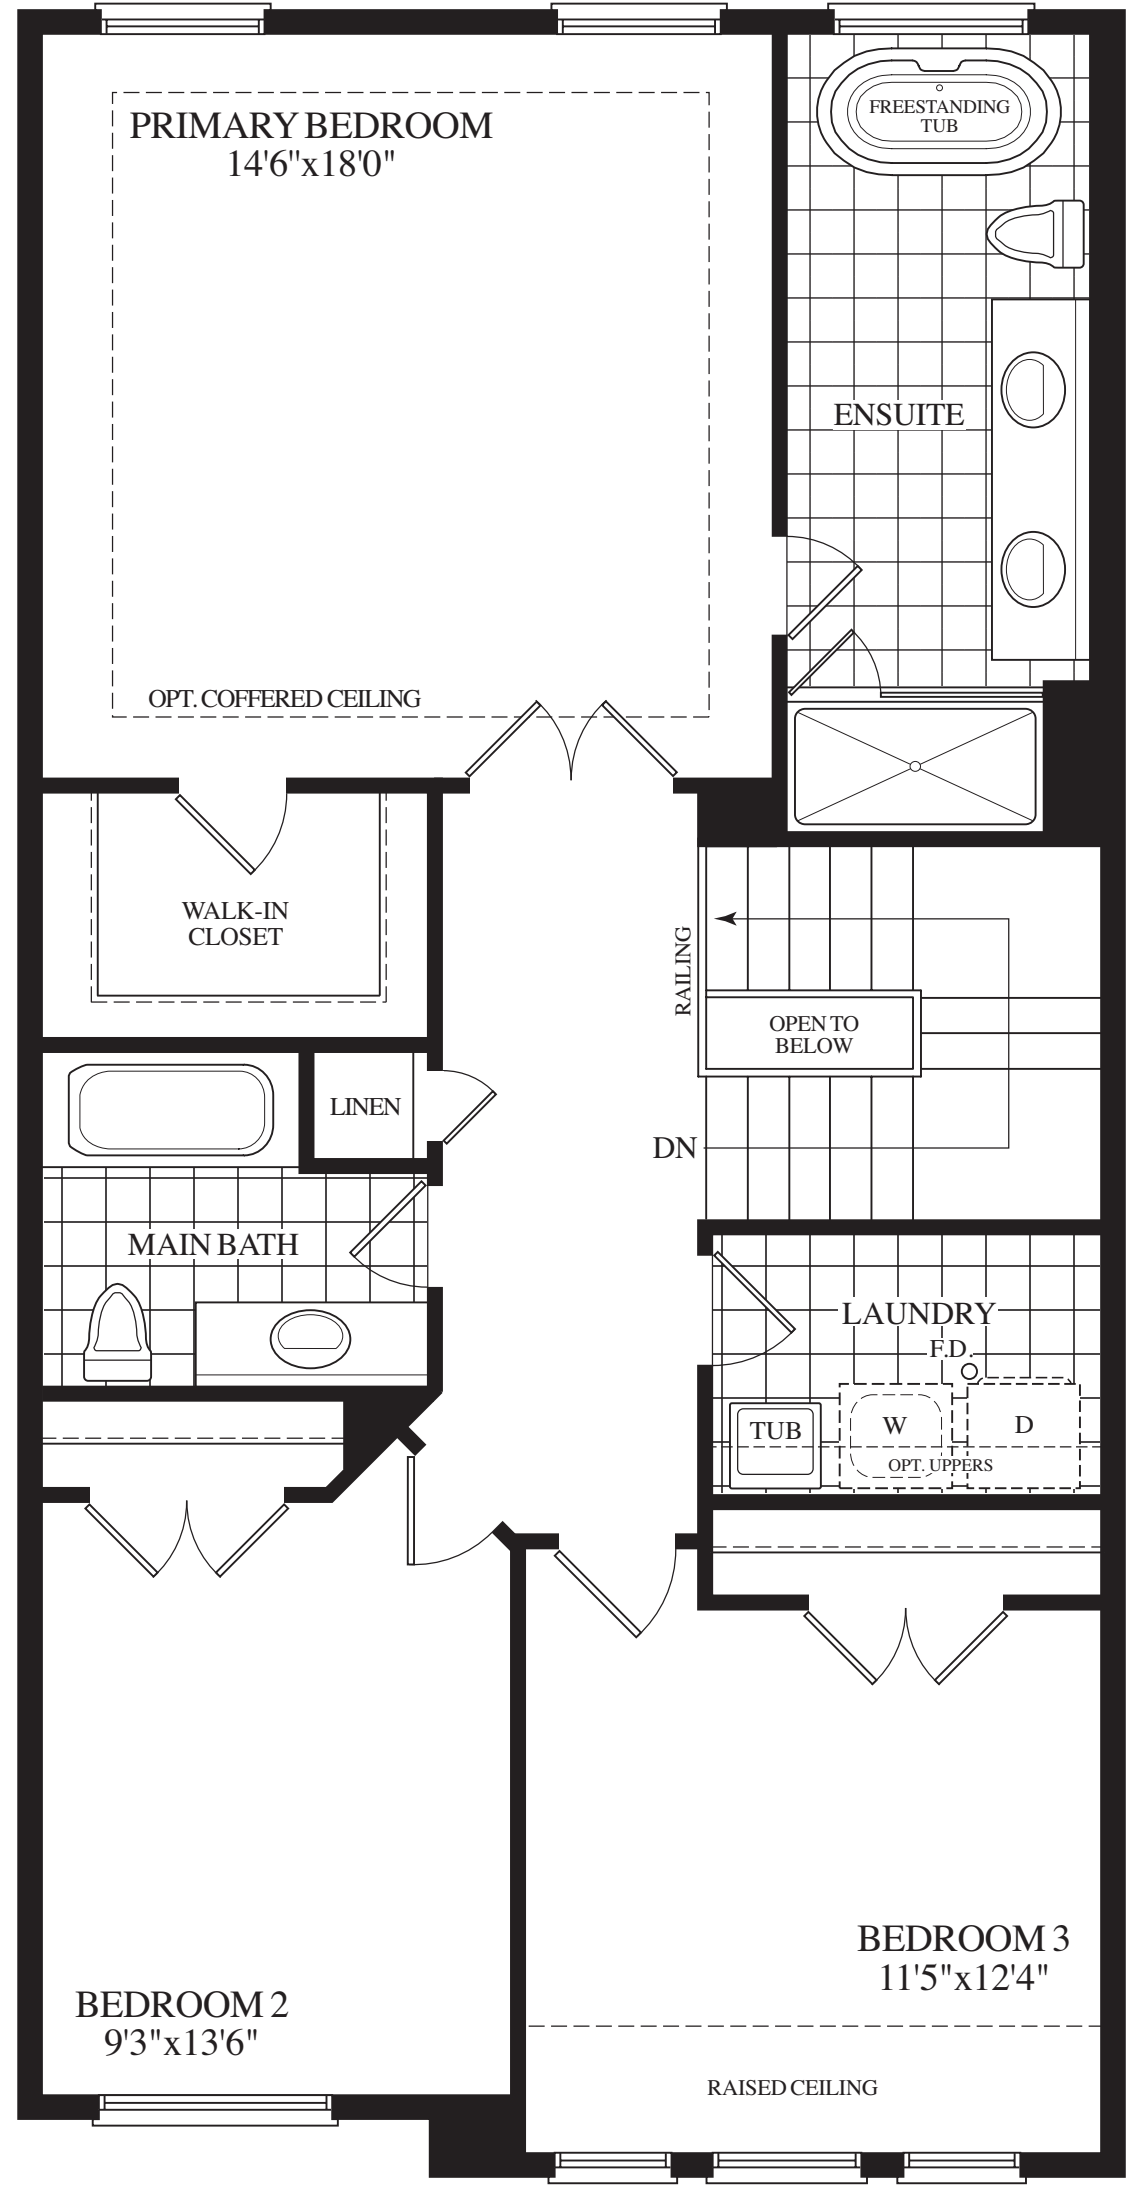 PRIMARY BEDROOM
14'6"x18'0"
FREESTANDING
TUB
ENSUITE
OPT. COFFERED CEILING
WALK-IN
CLOSET
RAILING
OPEN TO
BELOW
LINEN
DN
MAIN BATH
LAUNDRY
F.D.
TUB
W
D
OPT. UPPERS
BEDROOM 3
11'5"x12'4"
BEDROOM 2
9'3"x13'6"
RAISED CEILING